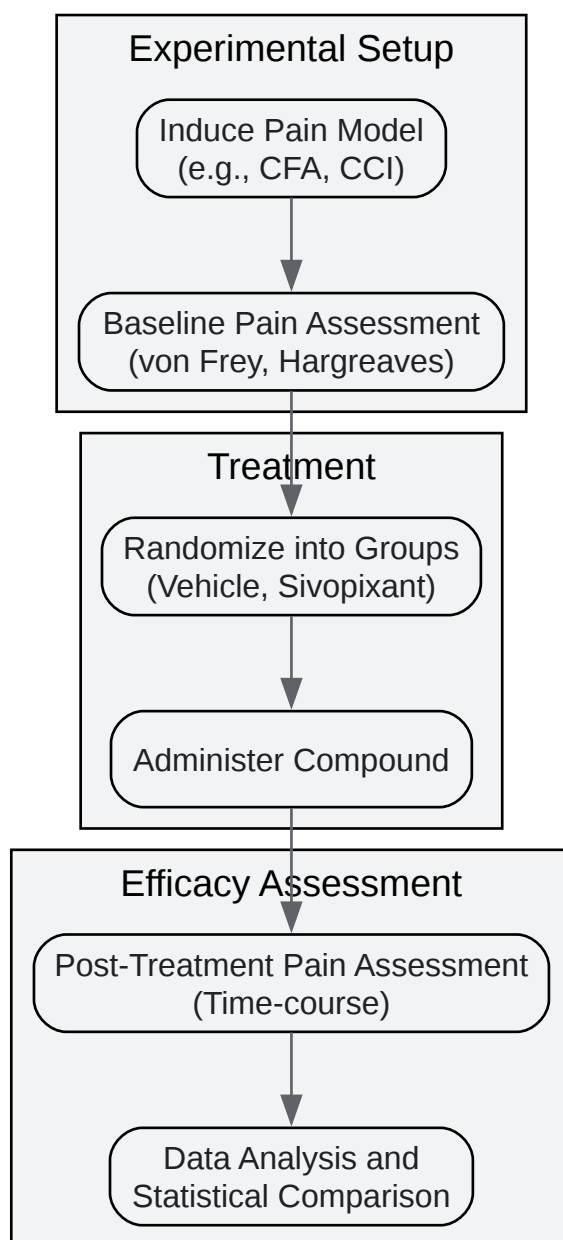 Experimental Setup
Induce Pain Model
(e.g., CFA, CCI)
Baseline Pain Assessment
(von Frey, Hargreaves)
Treatment
Randomize into Groups
(Vehicle, Sivopixant)
Administer Compound
Efficacy Assessment
Post-Treatment Pain Assessment
(Time-course)
Data Analysis and
Statistical Comparison